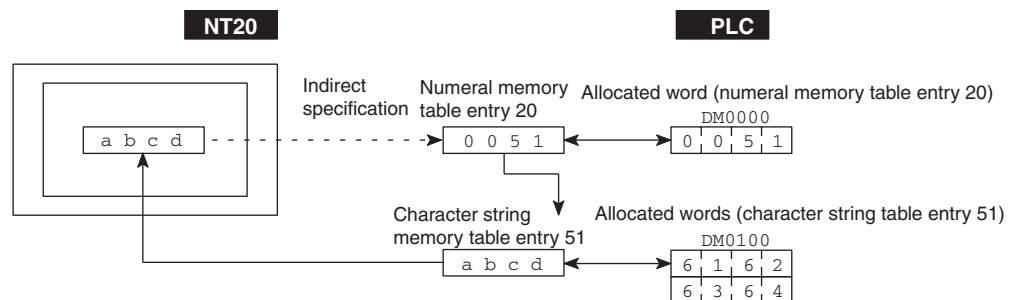 NT20
PLC
Indirect
specification
Numeral memory
table entry 20
Allocated word (numeral memory table entry 20)
DM0000
a b c d
0 0 5 1
0 0 5 1
Character string
memory table entry 51
Allocated words (character string table entry 51)
DM0100
a b c d
6 1 6 2
6 3 6 4